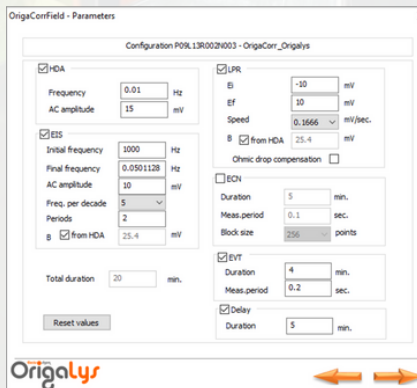 OrigaCorrField - Parameters
Configuration P09L13R002N003 - OrigaCorr_Origalys
HDA
Frequency 0.01 Hz
AC amplitude 15 mV
EIS
Initial frequency 1000 Hz
Final frequency 0.0501128 Hz
AC amplitude 10 mV
Freq. per decade 5
Periods 2
B from HDA 25.4 mV
Total duration 20 min.
Reset values
LPR
Ei -10 mV
Ef 10 mV
Speed 0.1666 mV/sec.
B from HDA 25.4 mV
Ohmic drop compensation
ECN
Duration 5 min.
Meas.period 0.1 sec.
Block size 256 points
EVT
Duration 4 min.
Meas.period 0.2 sec.
Delay
Duration 5 min.
Origalys